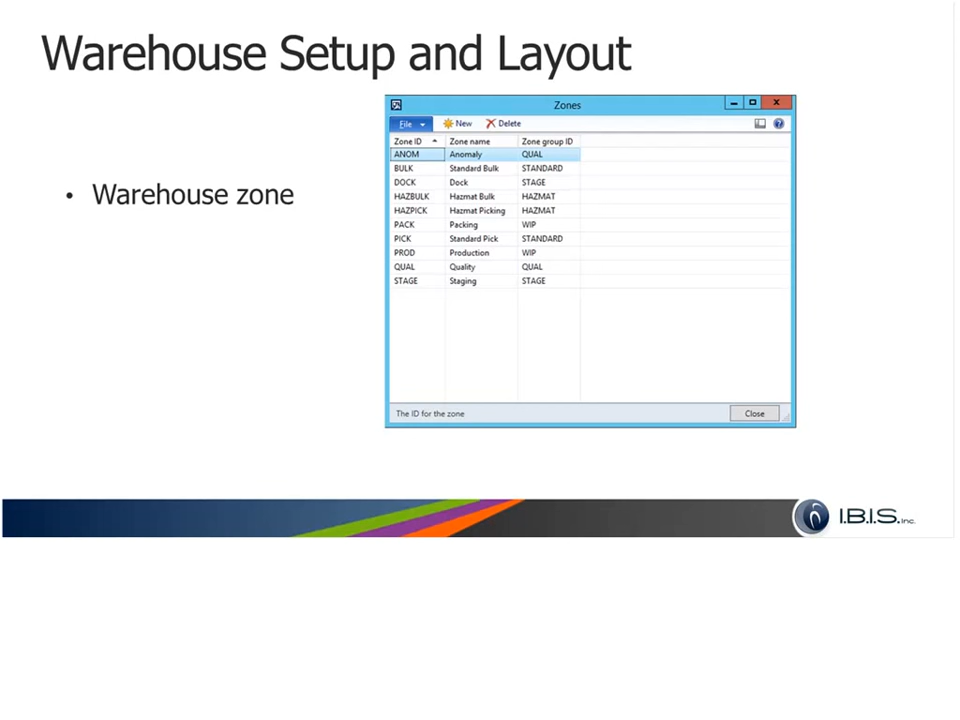 Warehouse Setup and Layout
• Warehouse zone
Zones
File New Delete
Zone ID Zone name Zone group ID
ANOM Anomaly QUAL
BULK Standard Bulk STANDARD
DOCK Dock STAGE
HAZBULK Hazmat Bulk HAZMAT
HAZPICK Hazmat Picking HAZMAT
PACK Packing WIP
PICK Standard Pick STANDARD
PROD Production WIP
QUAL Quality QUAL
STAGE Staging STAGE
The ID for the zone Close
I.B.I.S. Inc.